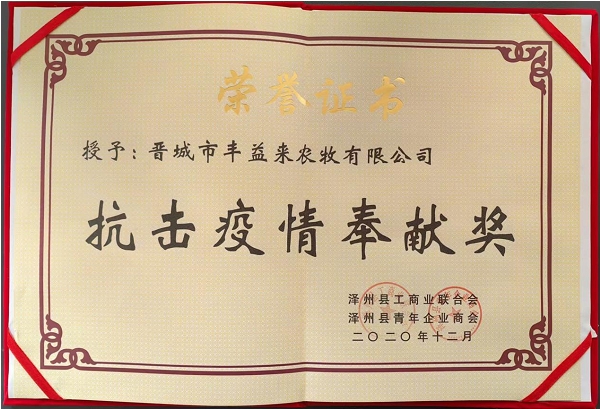 荣誉证书
授予：晋城市丰益来农牧有限公司
抗击疫情奉献奖
泽州县工商业联合会
泽州县青年企业商会
二〇二〇年十二月